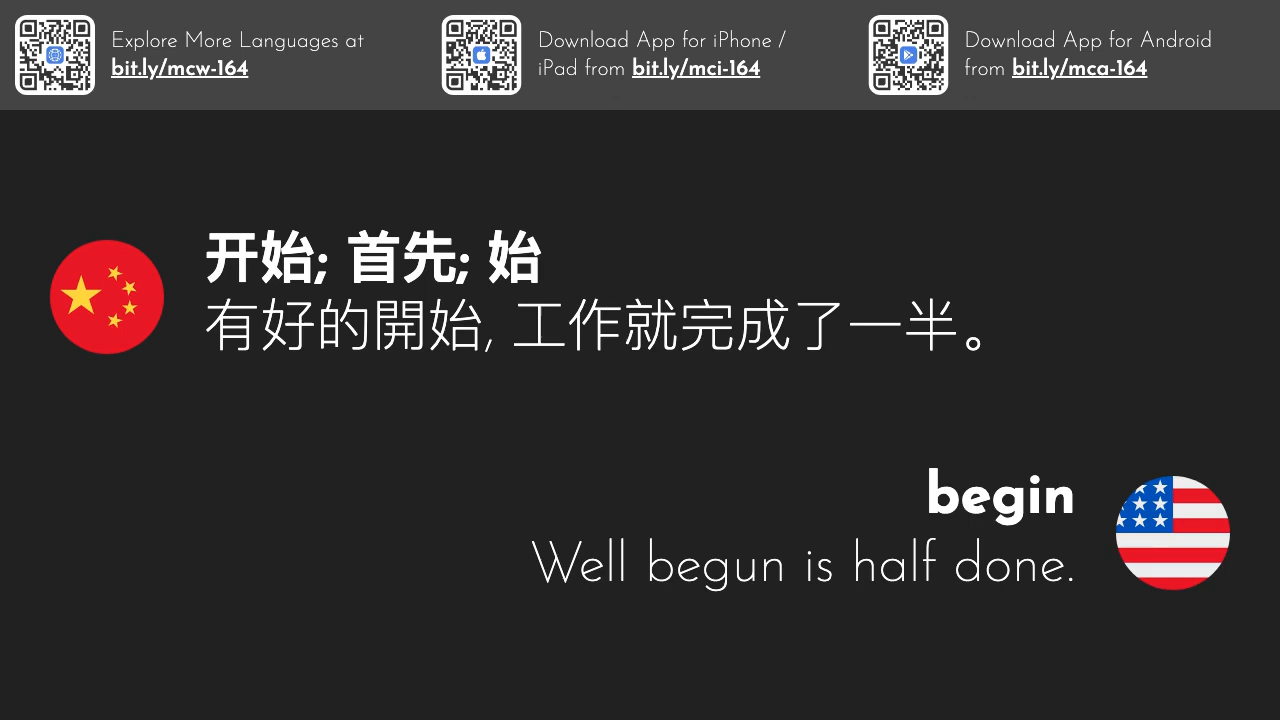 Explore More Languages at
bit.ly/mcw-164
Download App for iPhone /
iPad from bit.ly/mci-164
Download App for Android
from bit.ly/mca-164
开始; 首先; 始
有好的開始, 工作就完成了一半。
begin
Well begun is half done.